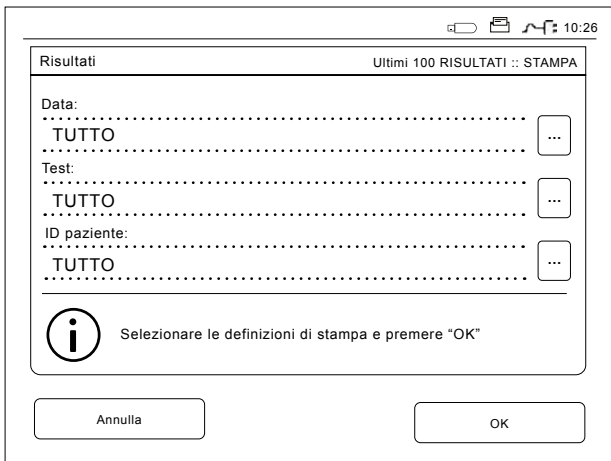 10:26
Risultati Ultimi 100 RISULTATI :: STAMPA
Data:
TUTTO
...
Test:
TUTTO
...
ID paziente:
TUTTO
...
i Selezionare le definizioni di stampa e premere “OK”
Annulla OK